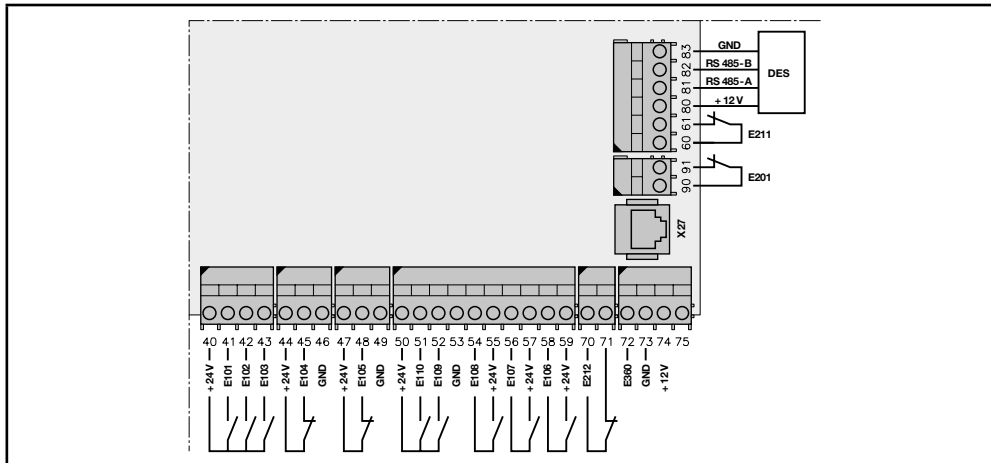 83 GND
82 RS 485-B
81 RS 485-A
80 + 12 V
DES
61
60
E211
91
90
E201
X27
40 41 42 43 44 45 46 47 48 49 50 51 52 53 54 55 56 57 58 59 70 71 72 73 74 75
+24V E101 E102 E103 +24V E104 GND +24V E105 GND +24V E110 E109 GND E108 +24V E107 +24V E106 +24V E212 E360 GND +12V